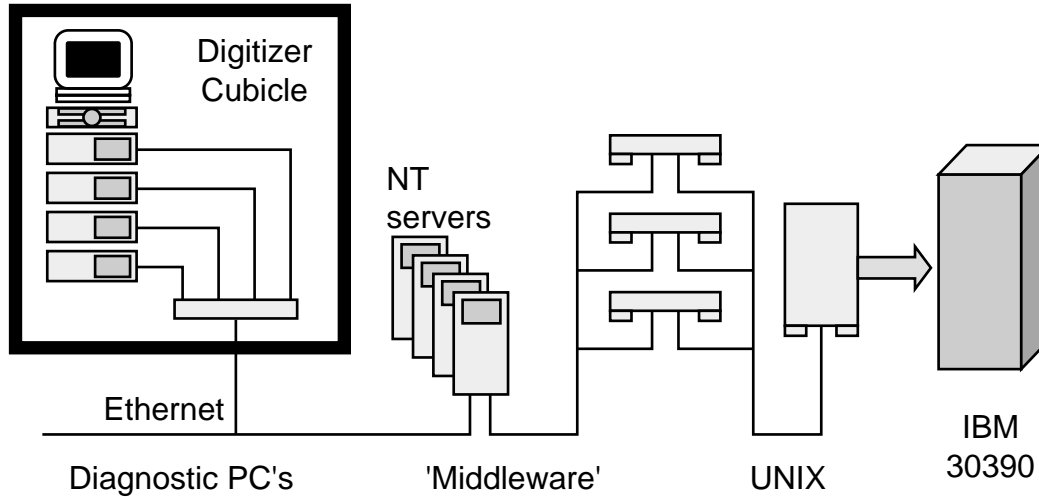 Digitizer
Cubicle
NT
servers
Ethernet
Diagnostic PC's
'Middleware'
UNIX
IBM
30390